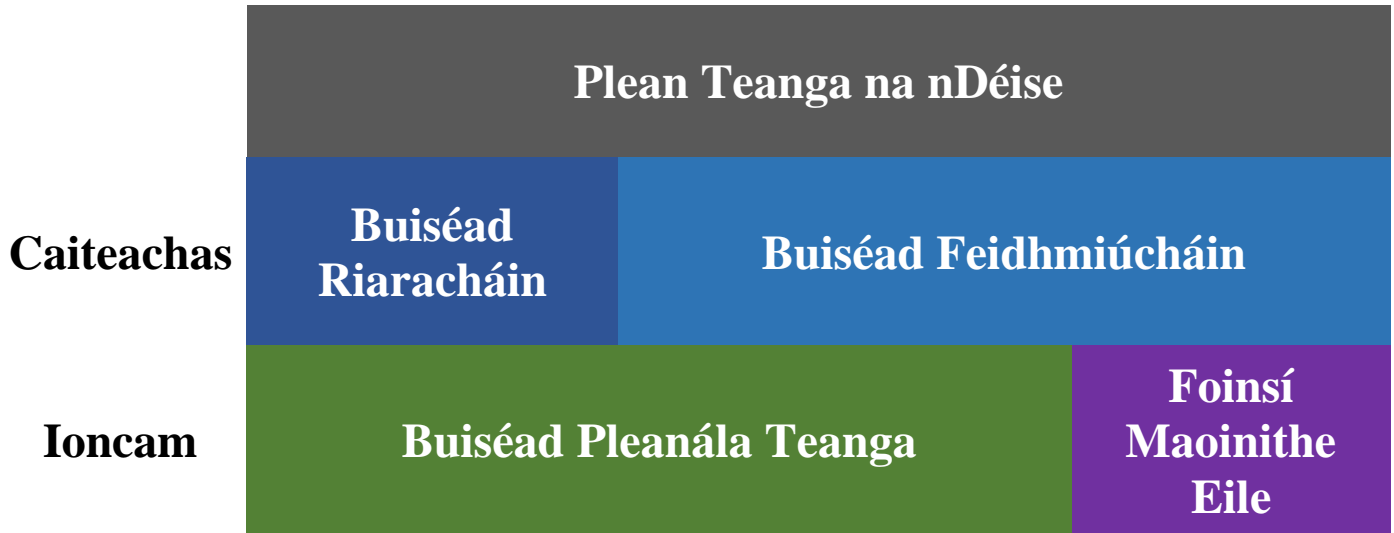 Plean Teanga na nDéise
Caiteachas
Buiséad
Riaracháin
Buiséad Feidhmiúcháin
Ioncam
Buiséad Pleanála Teanga
Foinsí
Maoinithe
Eile